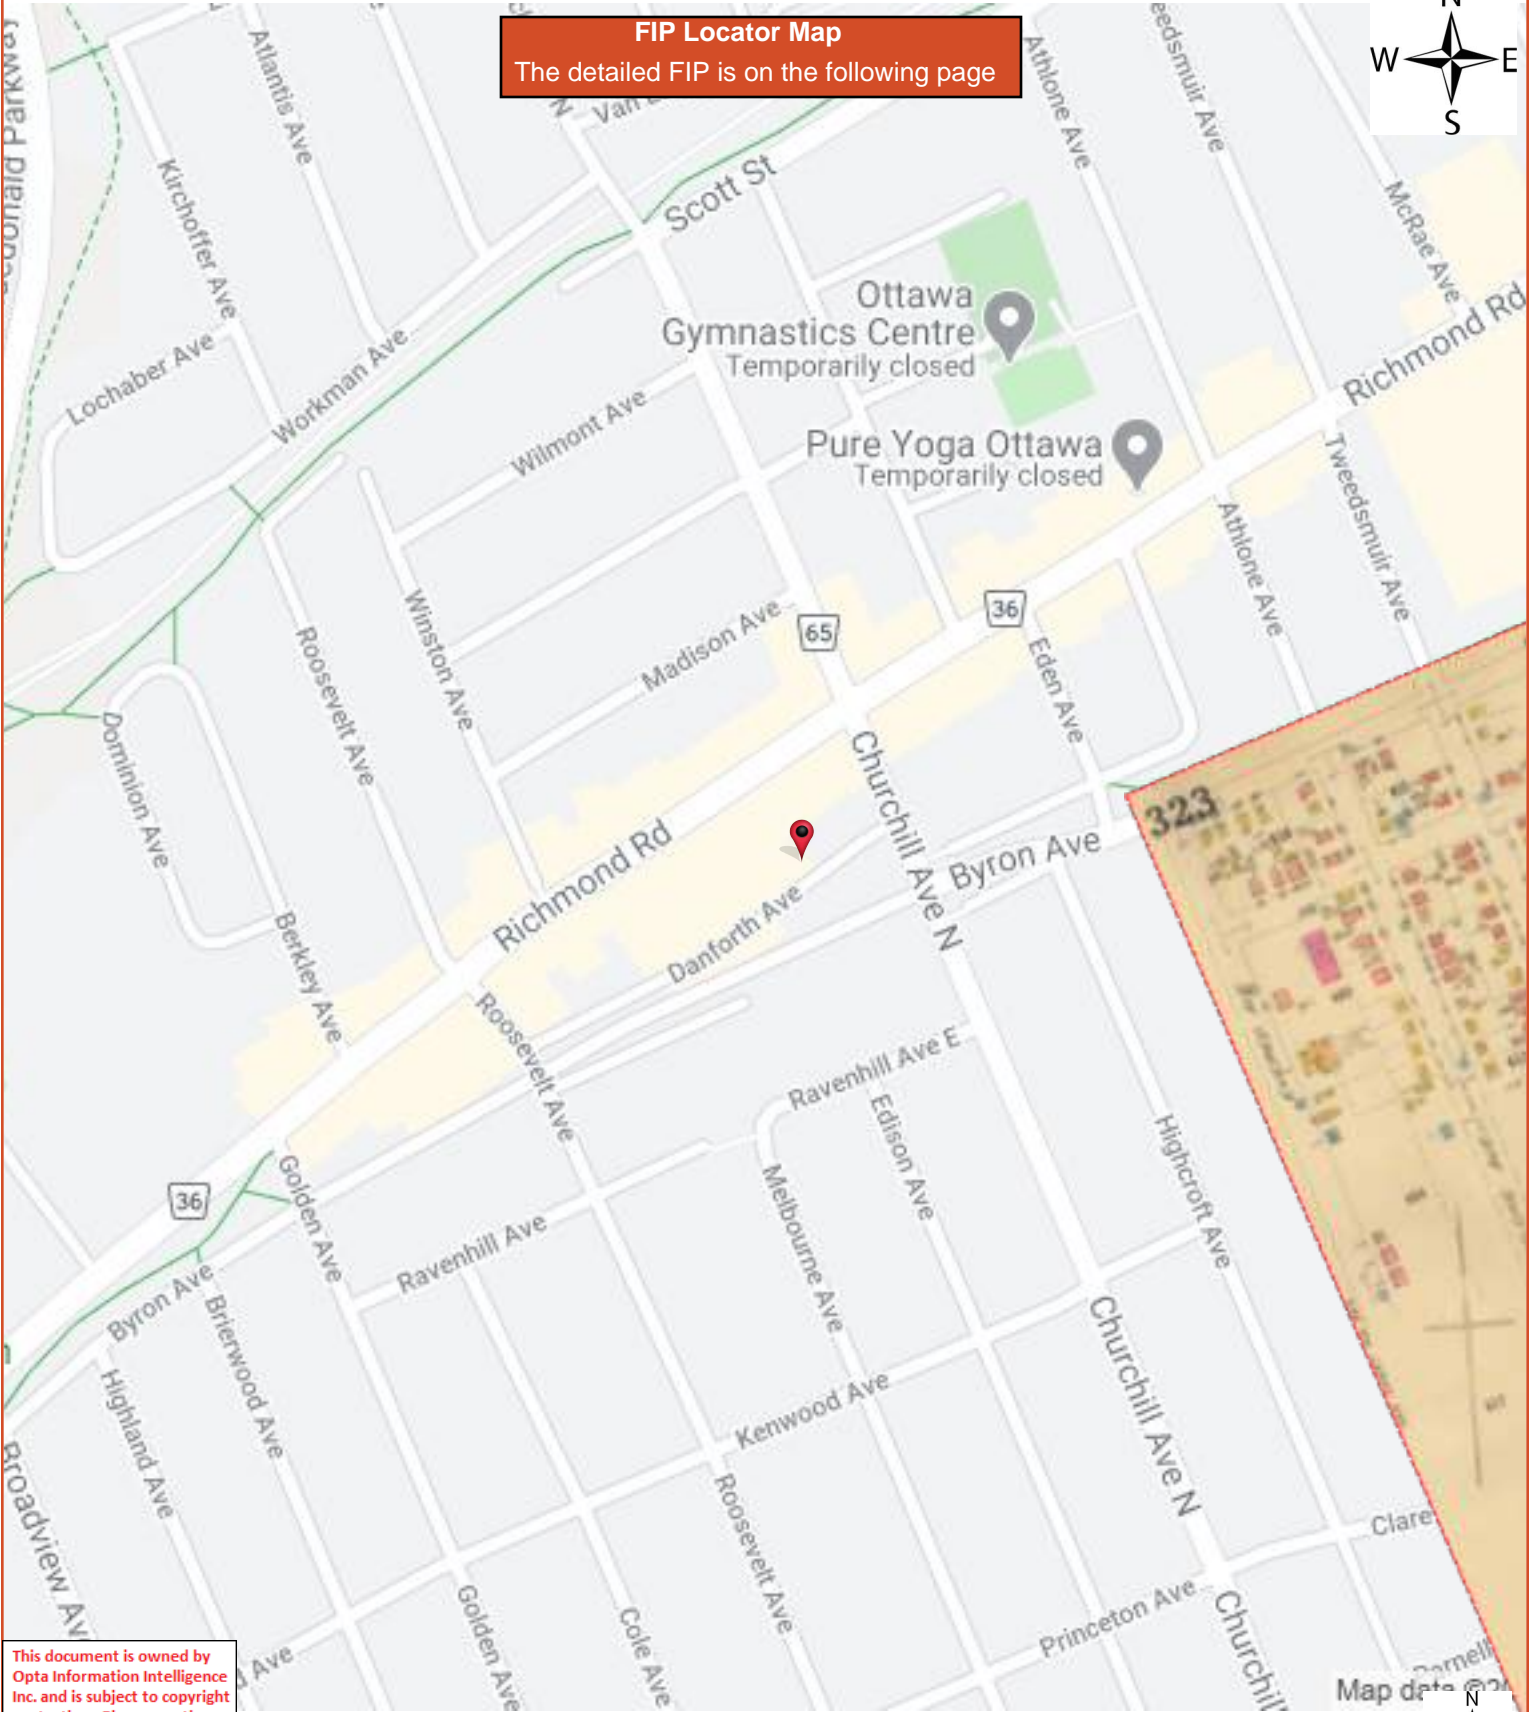 FIP Locator Map
The detailed FIP is on the following page
N
W
E
S
Atlantis Ave
Athlone Ave
McRae Ave
Kirchoffer Ave
N
Scott St
Lochaber Ave
Workman Ave
Wilmont Ave
Ottawa
Gymnastics Centre
Temporarily closed
Richmond Rd
Pure Yoga Ottawa
Temporarily closed
Tweedsmuir Ave
Athlone Ave
Winston Ave
Roosevelt Ave
Madison Ave
65
36
Eden Ave
Dominion Ave
Churchill Ave N
323
Richmond Rd
Byron Ave
Danforth Ave
Berkley Ave
Roosevelt Ave
Ravenhill Ave E
Edison Ave
Highcroft Ave
36
Golden Ave
Melbourne Ave
Ravenhill Ave
Byron Ave
Brierwood Ave
Highland Ave
Kenwood Ave
Churchill Ave N
Broadview Av
Roosevelt Ave
Clare
Golden Ave
Cole Ave
Princeton Ave
Churchill
Ave
This document is owned by
Opta Information Intelligence
Inc. and is subject to copyright
Map data
N